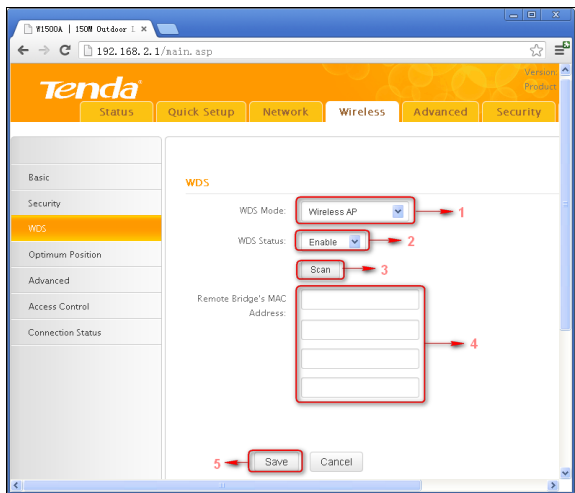 W1500A | 150M Outdoor L
192.168.2.1/main.asp
Tenda
Version:
Product
Status Quick Setup Network Wireless Advanced Security
Basic
Security
WDS
Optimum Position
Advanced
Access Control
Connection Status
WDS
WDS Mode: Wireless AP 1
WDS Status: Enable 2
Scan 3
Remote Bridge's MAC
Address:
4
5 Save Cancel